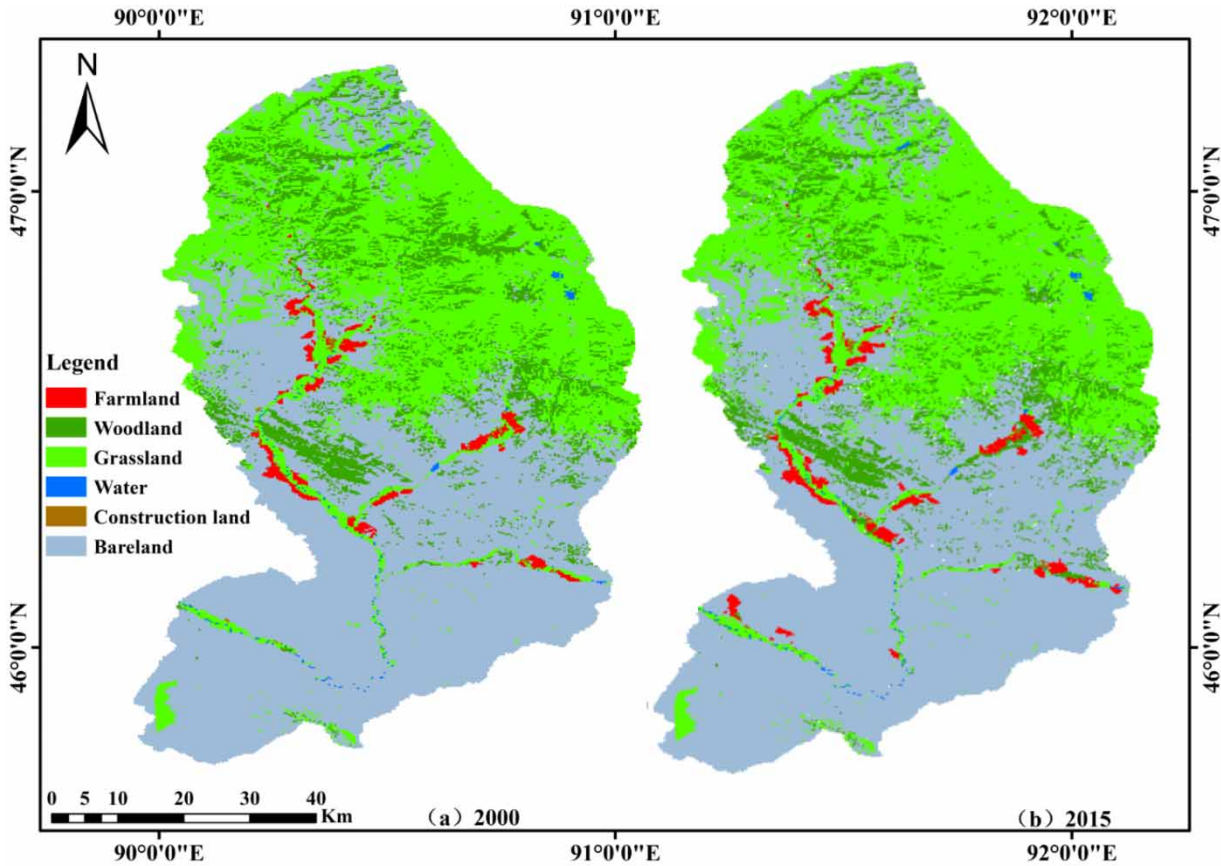 90°0'0"E 91°0'0"E 92°0'0"E
N
47°0'0"N 47°0'0"N
Legend
Farmland
Woodland
Grassland
Water
Construction land
Bareland
46°0'0"N 46°0'0"N
0 5 10 20 30 40
Km
（a）2000 （b）2015
90°0'0"E 91°0'0"E 92°0'0"E